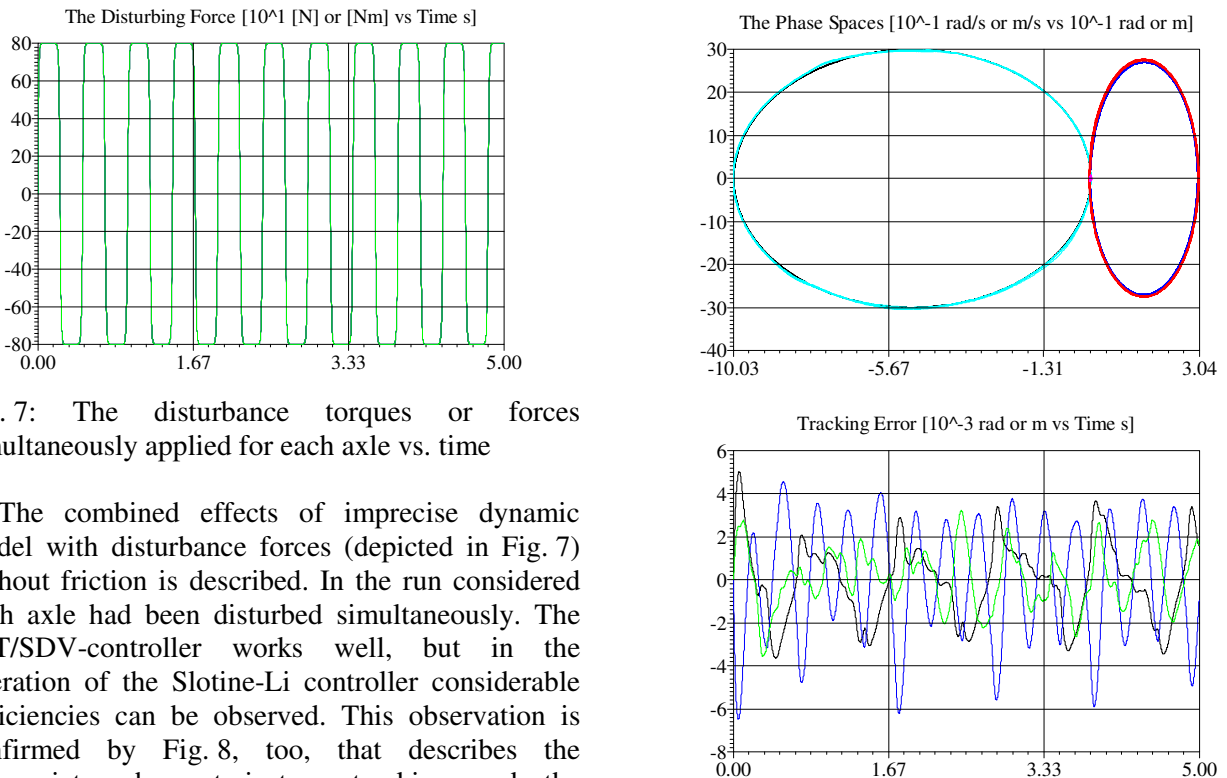 The Disturbing Force [10^1 [N] or [Nm] vs Time s]
80
60
40
20
0
-20
-40
-60
-80
0.00 1.67 3.33 5.00
. 7: The disturbance torques or forces
multaneously applied for each axle vs. time
The combined effects of imprecise dynamic
del with disturbance forces (depicted in Fig. 7)
hout friction is described. In the run considered
h axle had been disturbed simultaneously. The
T/SDV-controller works well, but in the
eration of the Slotine-Li controller considerable
iciencies can be observed. This observation is
nfirmed by Fig. 8, too, that describes the
The Phase Spaces [10^-1 rad/s or m/s vs 10^-1 rad or m]
30
20
10
0
-10
-20
-30
-40
-10.03 -5.67 -1.31 3.04
Tracking Error [10^-3 rad or m vs Time s]
6
4
2
0
-2
-4
-6
-8
0.00 1.67 3.33 5.00